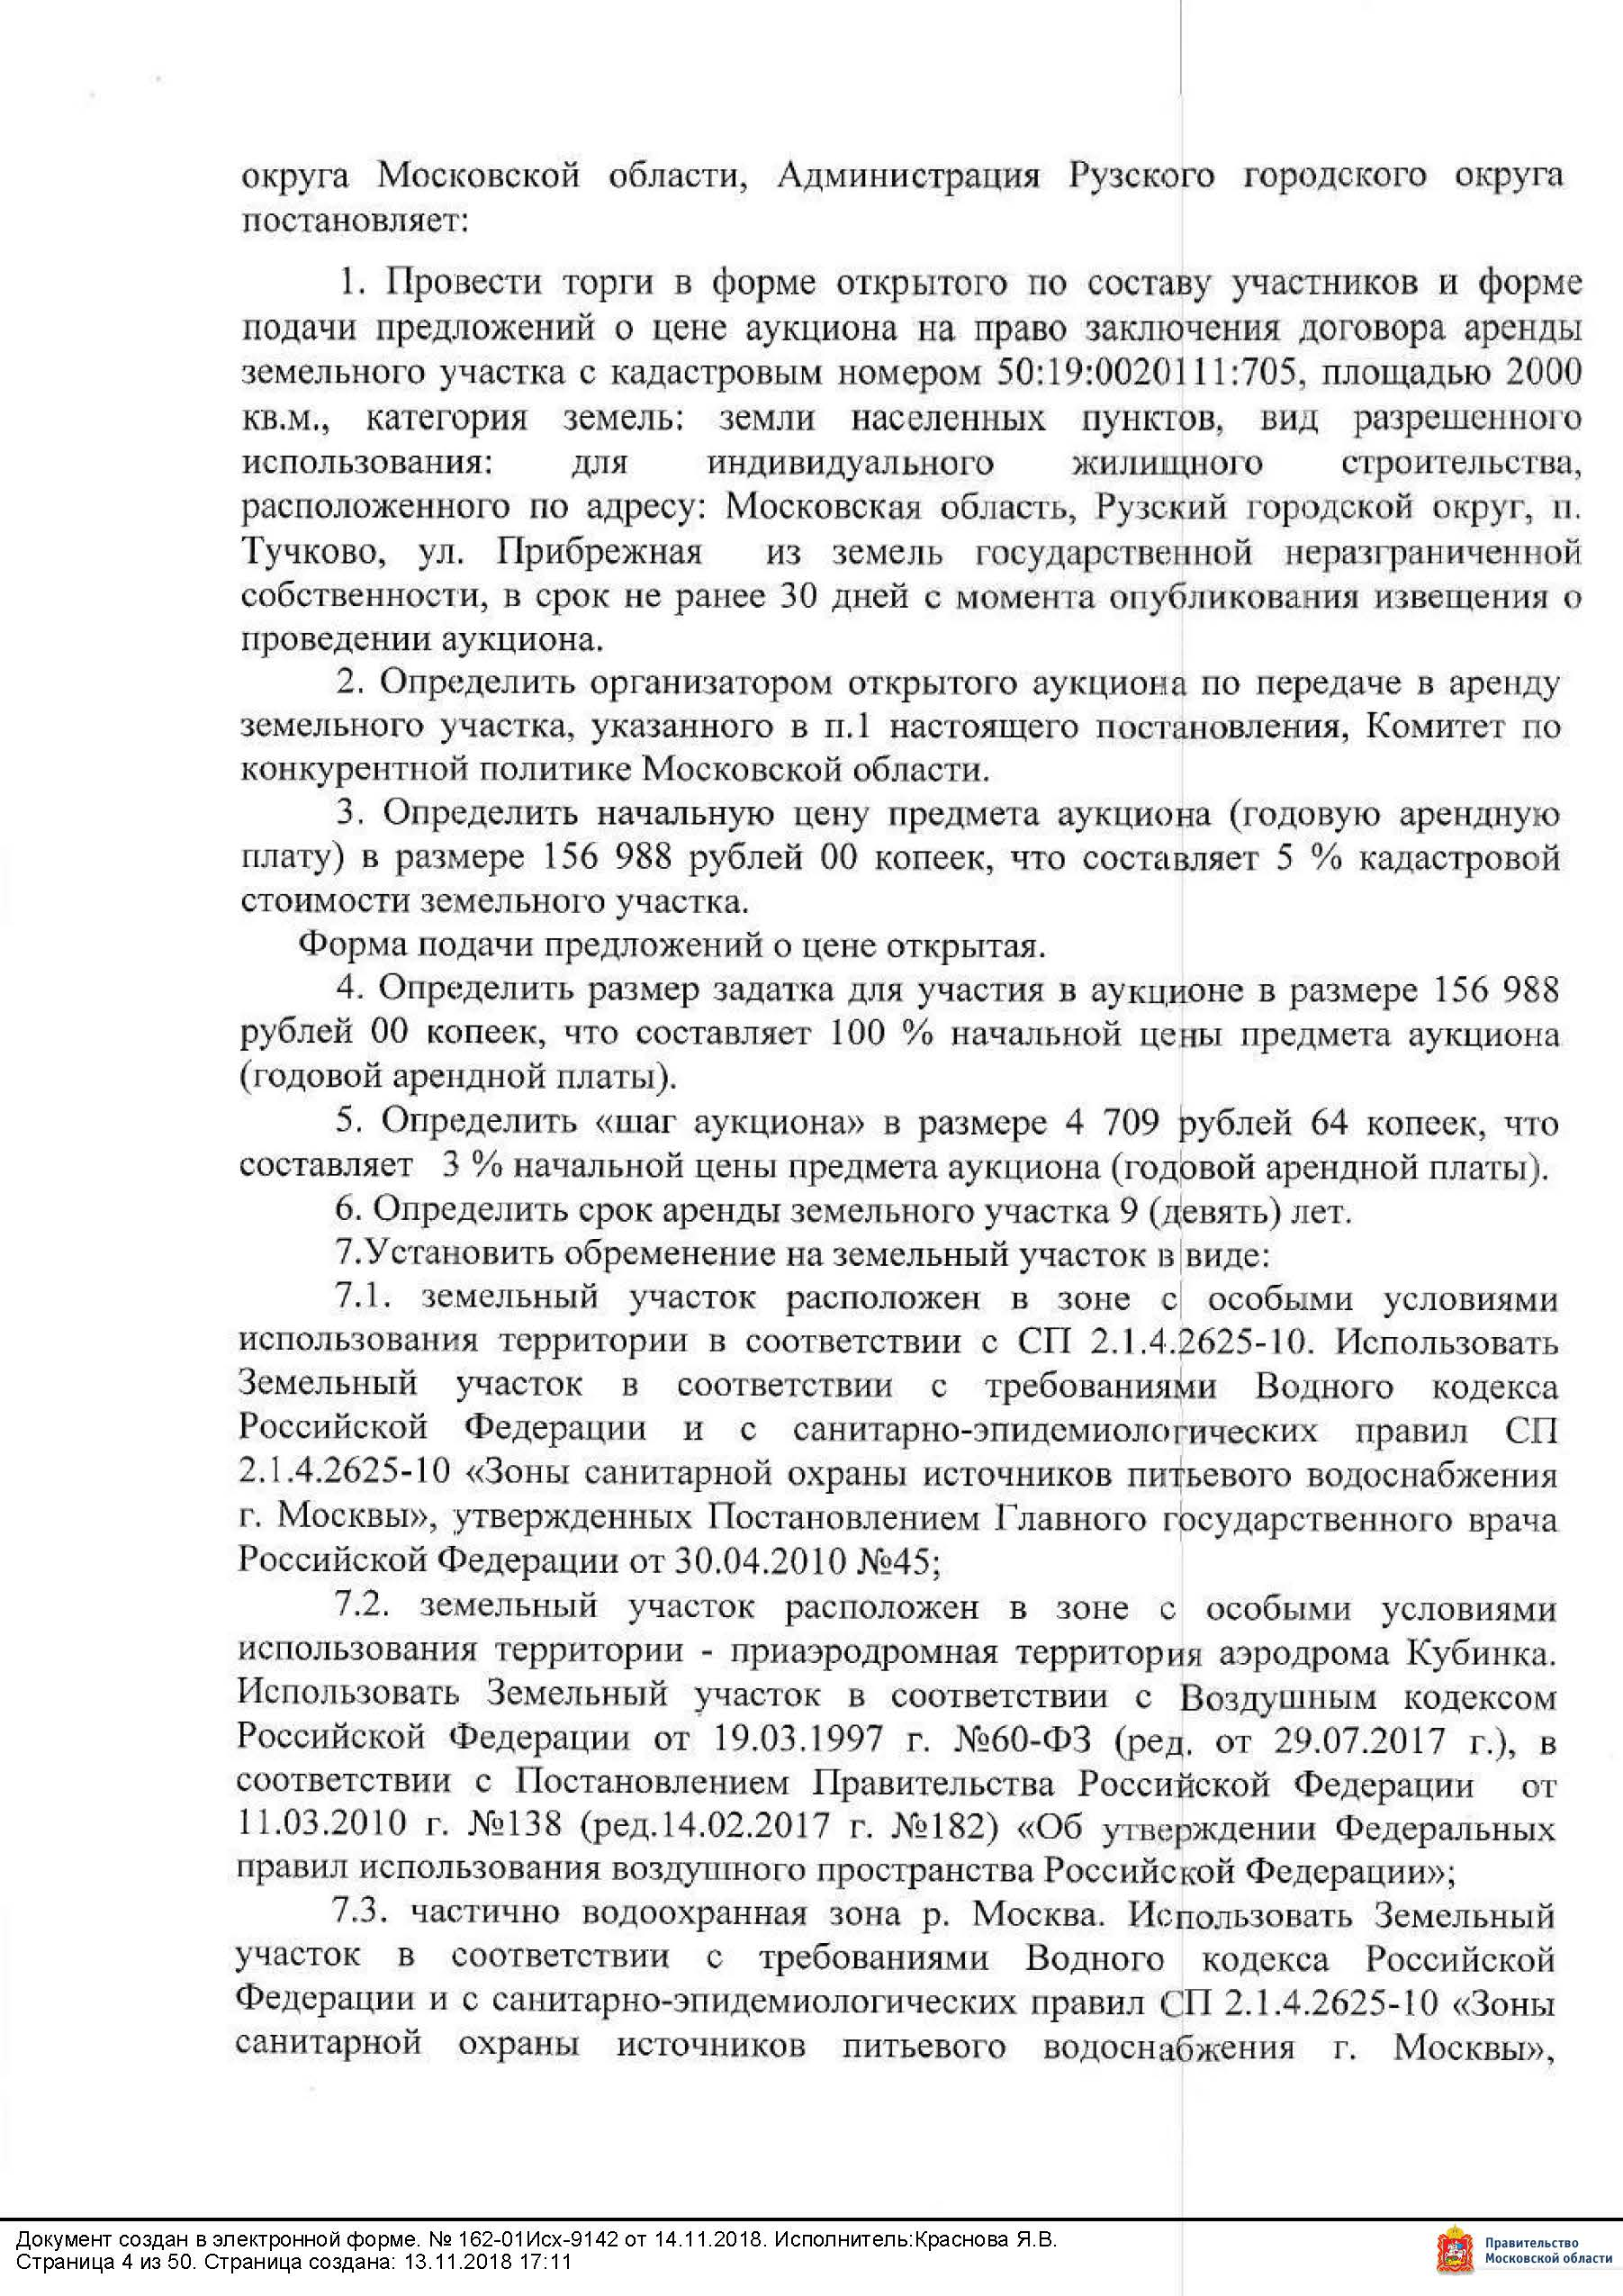 округа Московской области, Администрация Рузского городского округа
постановляет:
1. Провести торги в форме открытого по составу участников и форме
подачи предложений о цене аукциона на право заключения договора аренды
земельного участка с кадастровым номером 50:19:0020111:705, площадью 2000
кв.м., категория земель: земли населенных пунктов, вид разрешенного
использования: для индивидуального жилищного строительства,
расположенного по адресу: Московская область, Рузский городской округ, п.
Тучково, ул. Прибрежная из земель государственной неразграниченной
собственности, в срок не ранее 30 дней с момента опубликования извещения о
проведении аукциона.
2. Определить организатором открытого аукциона по передаче в аренду
земельного участка, указанного в п.1 настоящего постановления, Комитет по
конкурентной политике Московской области.
3. Определить начальную цену предмета аукциона (годовую арендную
плату) в размере 156 988 рублей 00 копеек, что составляет 5 % кадастровой
стоимости земельного участка.
Форма подачи предложений о цене открытая.
4. Определить размер задатка для участия в аукционе в размере 156 988
рублей 00 копеек, что составляет 100 % начальной цены предмета аукциона
(годовой арендной платы).
5. Определить «шаг аукциона» в размере 4 709 рублей 64 копеек, что
составляет 3 % начальной цены предмета аукциона (годовой арендной платы).
6. Определить срок аренды земельного участка 9 (девять) лет.
7.Установить обременение на земельный участок в виде:
7.1. земельный участок расположен в зоне с особыми условиями
использования территории в соответствии с СП 2.1.4.2625-10. Использовать
Земельный участок в соответствии с требованиями Водного кодекса
Российской Федерации и с санитарно-эпидемиологических правил СП
2.1.4.2625-10 «Зоны санитарной охраны источников питьевого водоснабжения
г. Москвы», утвержденных Постановлением Главного государственного врача
Российской Федерации от 30.04.2010 №45;
7.2. земельный участок расположен в зоне с особыми условиями
использования территории - приаэродромная территория аэродрома Кубинка.
Использовать Земельный участок в соответствии с Воздушным кодексом
Российской Федерации от 19.03.1997 г. №60-ФЗ (ред. от 29.07.2017 г.), в
соответствии с Постановлением Правительства Российской Федерации от
11.03.2010 г. №138 (ред.14.02.2017 г. №182) «Об утверждении Федеральных
правил использования воздушного пространства Российской Федерации»;
7.3. частично водоохранная зона р. Москва. Использовать Земельный
участок в соответствии с требованиями Водного кодекса Российской
Федерации и с санитарно-эпидемиологических правил СП 2.1.4.2625-10 «Зоны
санитарной охраны источников питьевого водоснабжения г. Москвы»,
Документ создан в электронной форме. № 162-01Исх-9142 от 14.11.2018. Исполнитель:Краснова Я.В.
Страница 4 из 50. Страница создана: 13.11.2018 17:11
Правительство
Московской области